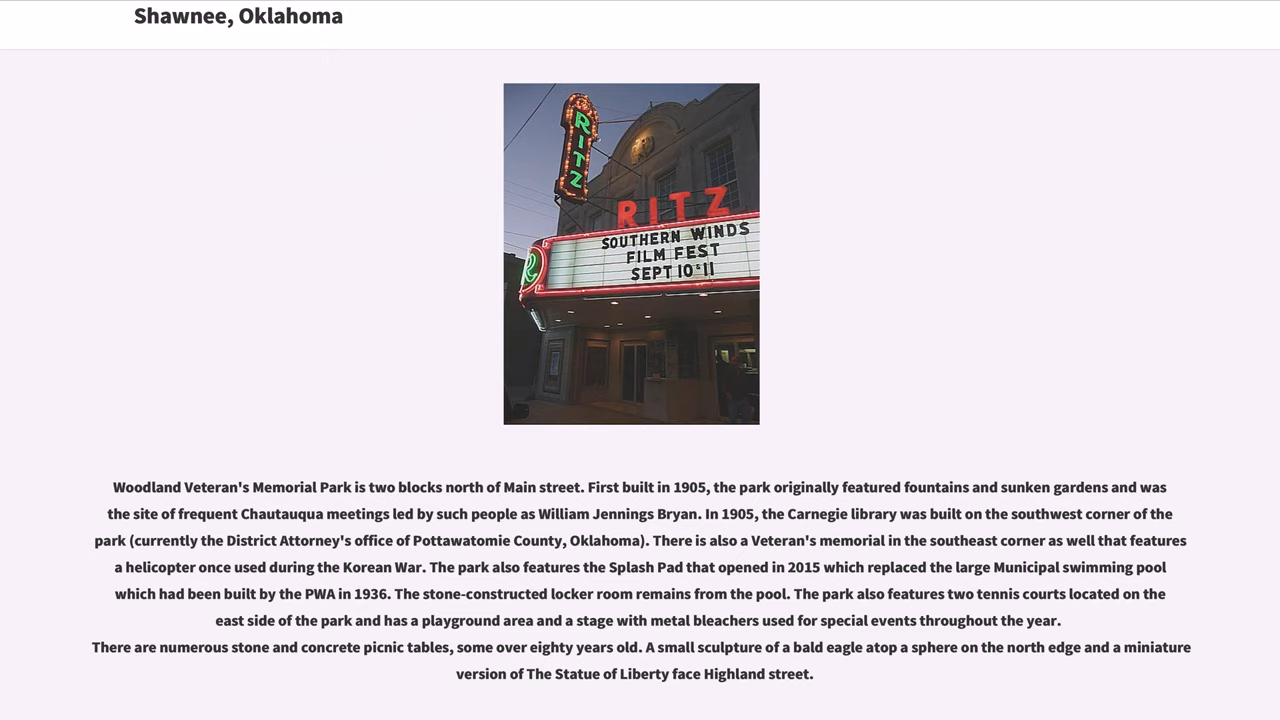 Shawnee, Oklahoma
RITZ
RITZ
SOUTHERN WINDS
FILM FEST
SEPT 10 & 11
R
Woodland Veteran's Memorial Park is two blocks north of Main street. First built in 1905, the park originally featured fountains and sunken gardens and was
the site of frequent Chautauqua meetings led by such people as William Jennings Bryan. In 1905, the Carnegie library was built on the southwest corner of the
park (currently the District Attorney's office of Pottawatomie County, Oklahoma). There is also a Veteran's memorial in the southeast corner as well that features
a helicopter once used during the Korean War. The park also features the Splash Pad that opened in 2015 which replaced the large Municipal swimming pool
which had been built by the PWA in 1936. The stone-constructed locker room remains from the pool. The park also features two tennis courts located on the
east side of the park and has a playground area and a stage with metal bleachers used for special events throughout the year.
There are numerous stone and concrete picnic tables, some over eighty years old. A small sculpture of a bald eagle atop a sphere on the north edge and a miniature
version of The Statue of Liberty face Highland street.